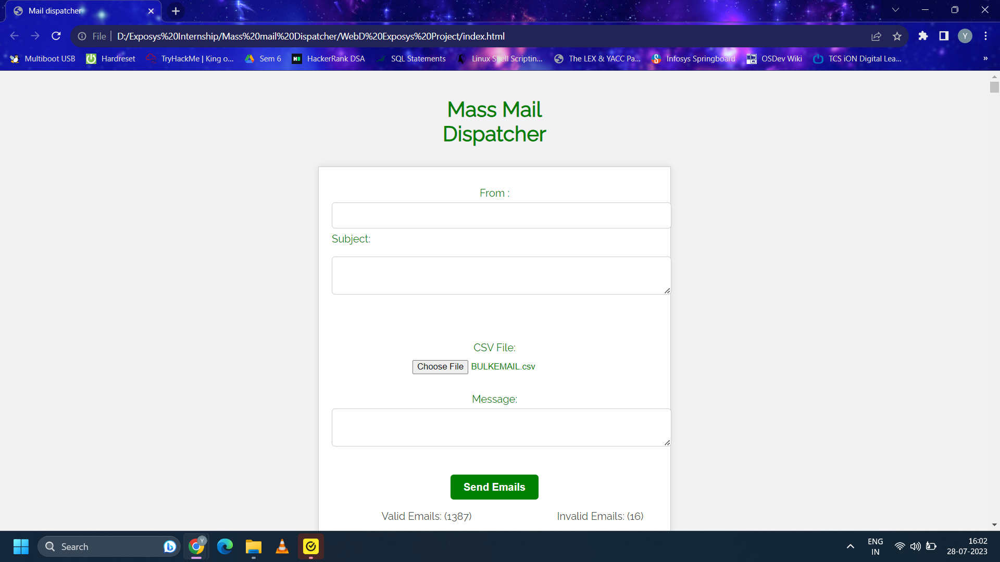 Mail dispatcher
File | D:/Exposys%20Internship/Mass%20mail%20Dispatcher/WebD%20Exposys%20Project/index.html
Y
Multiboot USB Hardreset TryHackMe | King o... Sem 6 HackerRank DSA SQL Statements Linux Shell Scriptin... The LEX & YACC Pa... Infosys Springboard OSDev Wiki TCS iON Digital Lea... »
Mass Mail
Dispatcher
From :
Subject:
CSV File:
Choose File BULKEMAIL.csv
Message:
Send Emails
Valid Emails: (1387) Invalid Emails: (16)
Search
Y
ENG
IN
16:02
28-07-2023